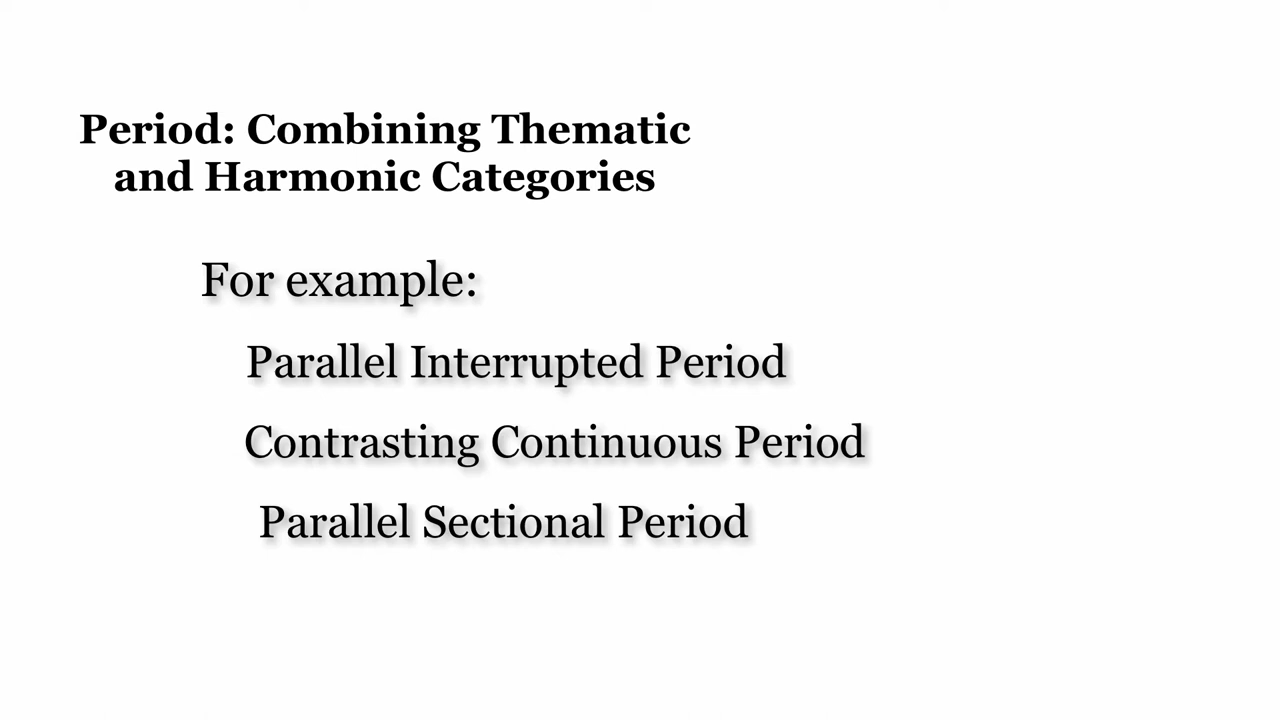 Period: Combining Thematic
and Harmonic Categories
For example:
Parallel Interrupted Period
Contrasting Continuous Period
Parallel Sectional Period